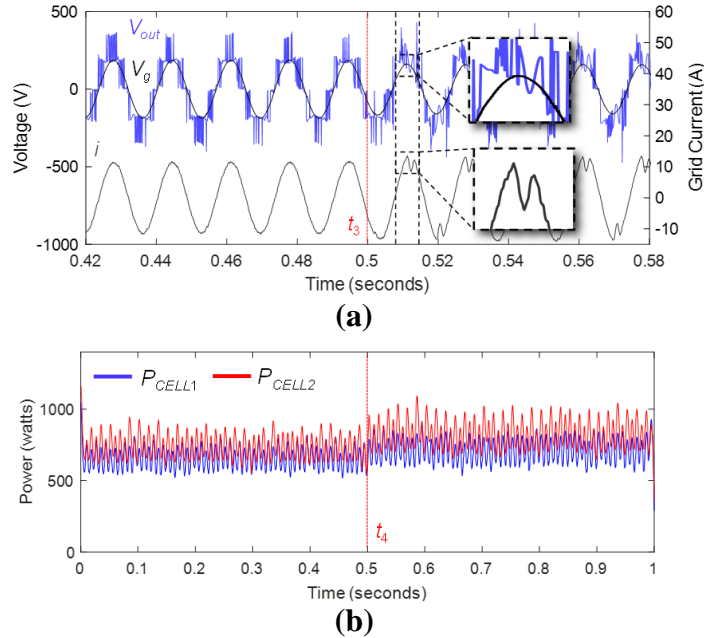 500
0
-500
-1000
Voltage (V)
V_out
V_g
i
t_3
60
50
40
30
20
10
0
-10
Grid Current (A)
0.42 0.44 0.46 0.48 0.5 0.52 0.54 0.56 0.58
Time (seconds)
(a)
P_CELL1 P_CELL2
1000
500
0
Power (watts)
t_4
0 0.1 0.2 0.3 0.4 0.5 0.6 0.7 0.8 0.9 1
Time (seconds)
(b)